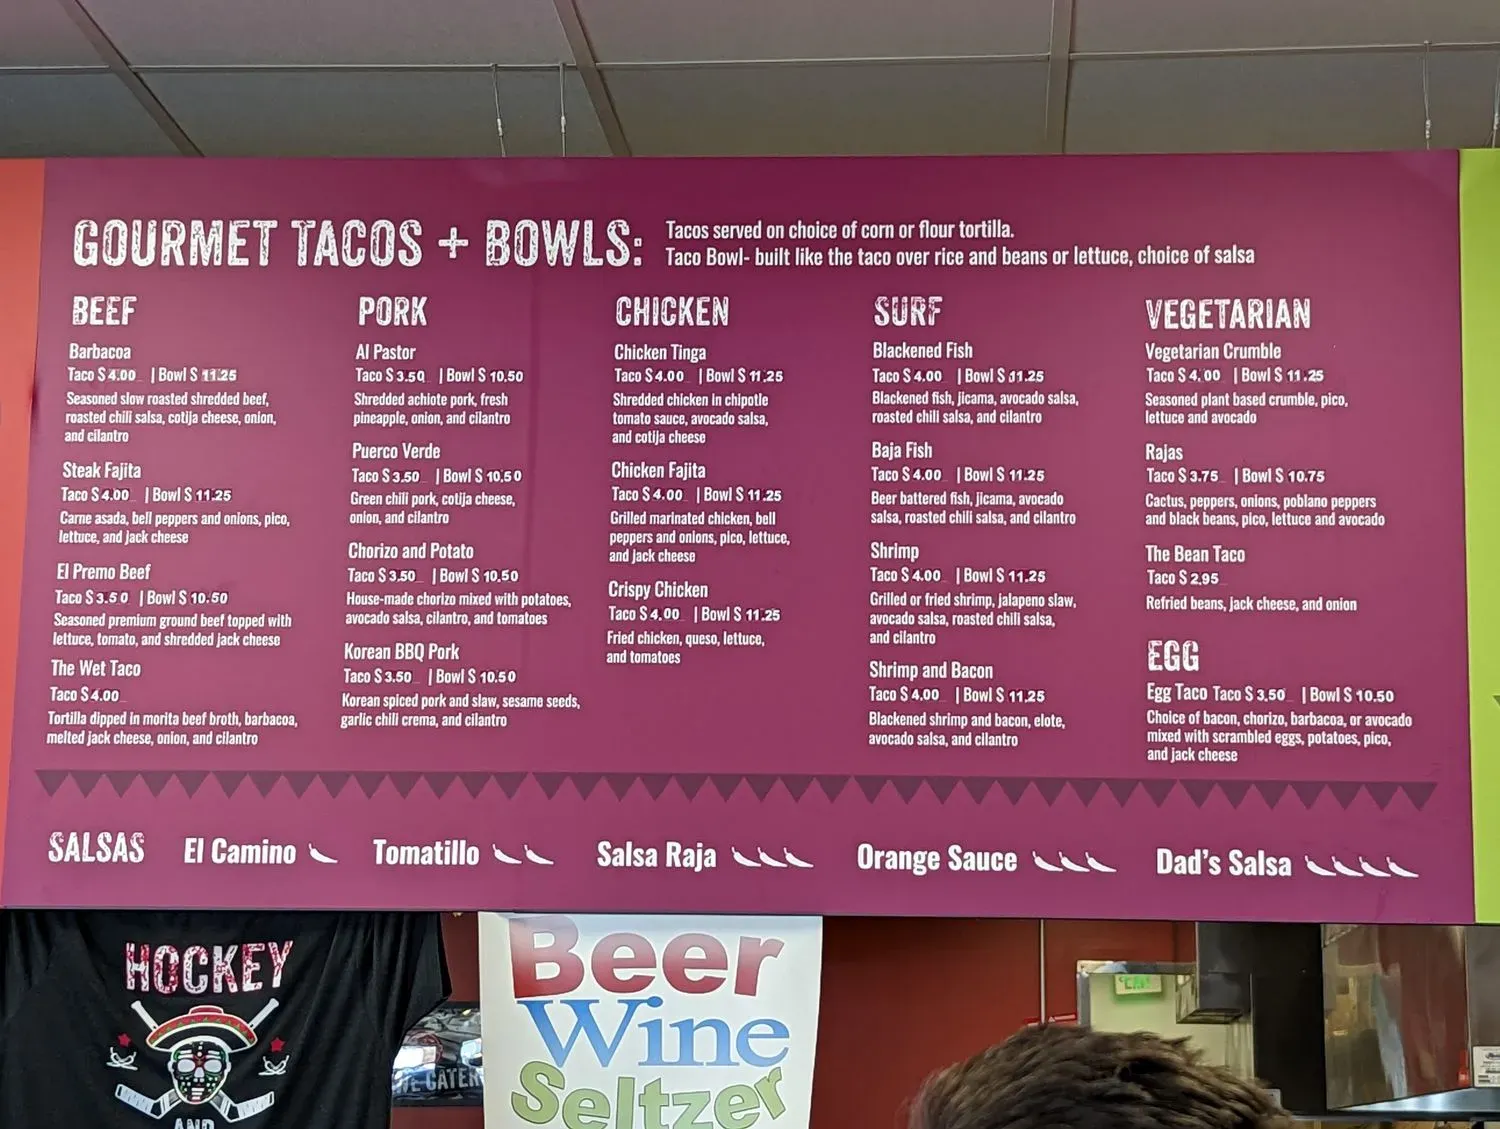 GOURMET TACOS + BOWLS:
Tacos served on choice of corn or flour tortilla.
Taco Bowl- built like the taco over rice and beans or lettuce, choice of salsa
BEEF
Barbacoa
Taco $ 4.00 | Bowl $ 11.25
Seasoned slow roasted shredded beef,
roasted chili salsa, cotija cheese, onion,
and cilantro
Steak Fajita
Taco $ 4.00 | Bowl $ 11.25
Carne asada, bell peppers and onions, pico,
lettuce, and jack cheese
El Premo Beef
Taco $ 3.50 | Bowl $ 10.50
Seasoned premium ground beef topped with
lettuce, tomato, and shredded jack cheese
The Wet Taco
Taco $ 4.00
Tortilla dipped in morita beef broth, barbacoa,
melted jack cheese, onion, and cilantro
PORK
Al Pastor
Taco $ 3.50 | Bowl $ 10.50
Shredded achiote pork, fresh
pineapple, onion, and cilantro
Puerco Verde
Taco $ 3.50 | Bowl $ 10.50
Green chili pork, cotija cheese,
onion, and cilantro
Chorizo and Potato
Taco $ 3.50 | Bowl $ 10.50
House-made chorizo mixed with potatoes,
avocado salsa, cilantro, and tomatoes
Korean BBQ Pork
Taco $ 3.50 | Bowl $ 10.50
Korean spiced pork and slaw, sesame seeds,
garlic chili crema, and cilantro
CHICKEN
Chicken Tinga
Taco $ 4.00 | Bowl $ 11.25
Shredded chicken in chipotle
tomato sauce, avocado salsa,
and cotija cheese
Chicken Fajita
Taco $ 4.00 | Bowl $ 11.25
Grilled marinated chicken, bell
peppers and onions, pico, lettuce,
and jack cheese
Crispy Chicken
Taco $ 4.00 | Bowl $ 11.25
Fried chicken, queso, lettuce,
and tomatoes
SURF
Blackened Fish
Taco $ 4.00 | Bowl $ 11.25
Blackened fish, jicama, avocado salsa,
roasted chili salsa, and cilantro
Baja Fish
Taco $ 4.00 | Bowl $ 11.25
Beer battered fish, jicama, avocado
salsa, roasted chili salsa, and cilantro
Shrimp
Taco $ 4.00 | Bowl $ 11.25
Grilled or fried shrimp, jalapeno slaw,
avocado salsa, roasted chili salsa,
and cilantro
Shrimp and Bacon
Taco $ 4.00 | Bowl $ 11.25
Blackened shrimp and bacon, elote,
avocado salsa, and cilantro
VEGETARIAN
Vegetarian Crumble
Taco $ 4.00 | Bowl $ 11.25
Seasoned plant based crumble, pico,
lettuce and avocado
Rajas
Taco $ 3.75 | Bowl $ 10.75
Cactus, peppers, onions, poblano peppers
and black beans, pico, lettuce and avocado
The Bean Taco
Taco $ 2.95
Refried beans, jack cheese, and onion
EGG
Egg Taco Taco $ 3.50 | Bowl $ 10.50
Choice of bacon, chorizo, barbacoa, or avocado
mixed with scrambled eggs, potatoes, pico,
and jack cheese
SALSAS El Camino Tomatillo Salsa Raja Orange Sauce Dad's Salsa
HOCKEY
AND
Beer
Wine
Seltzer